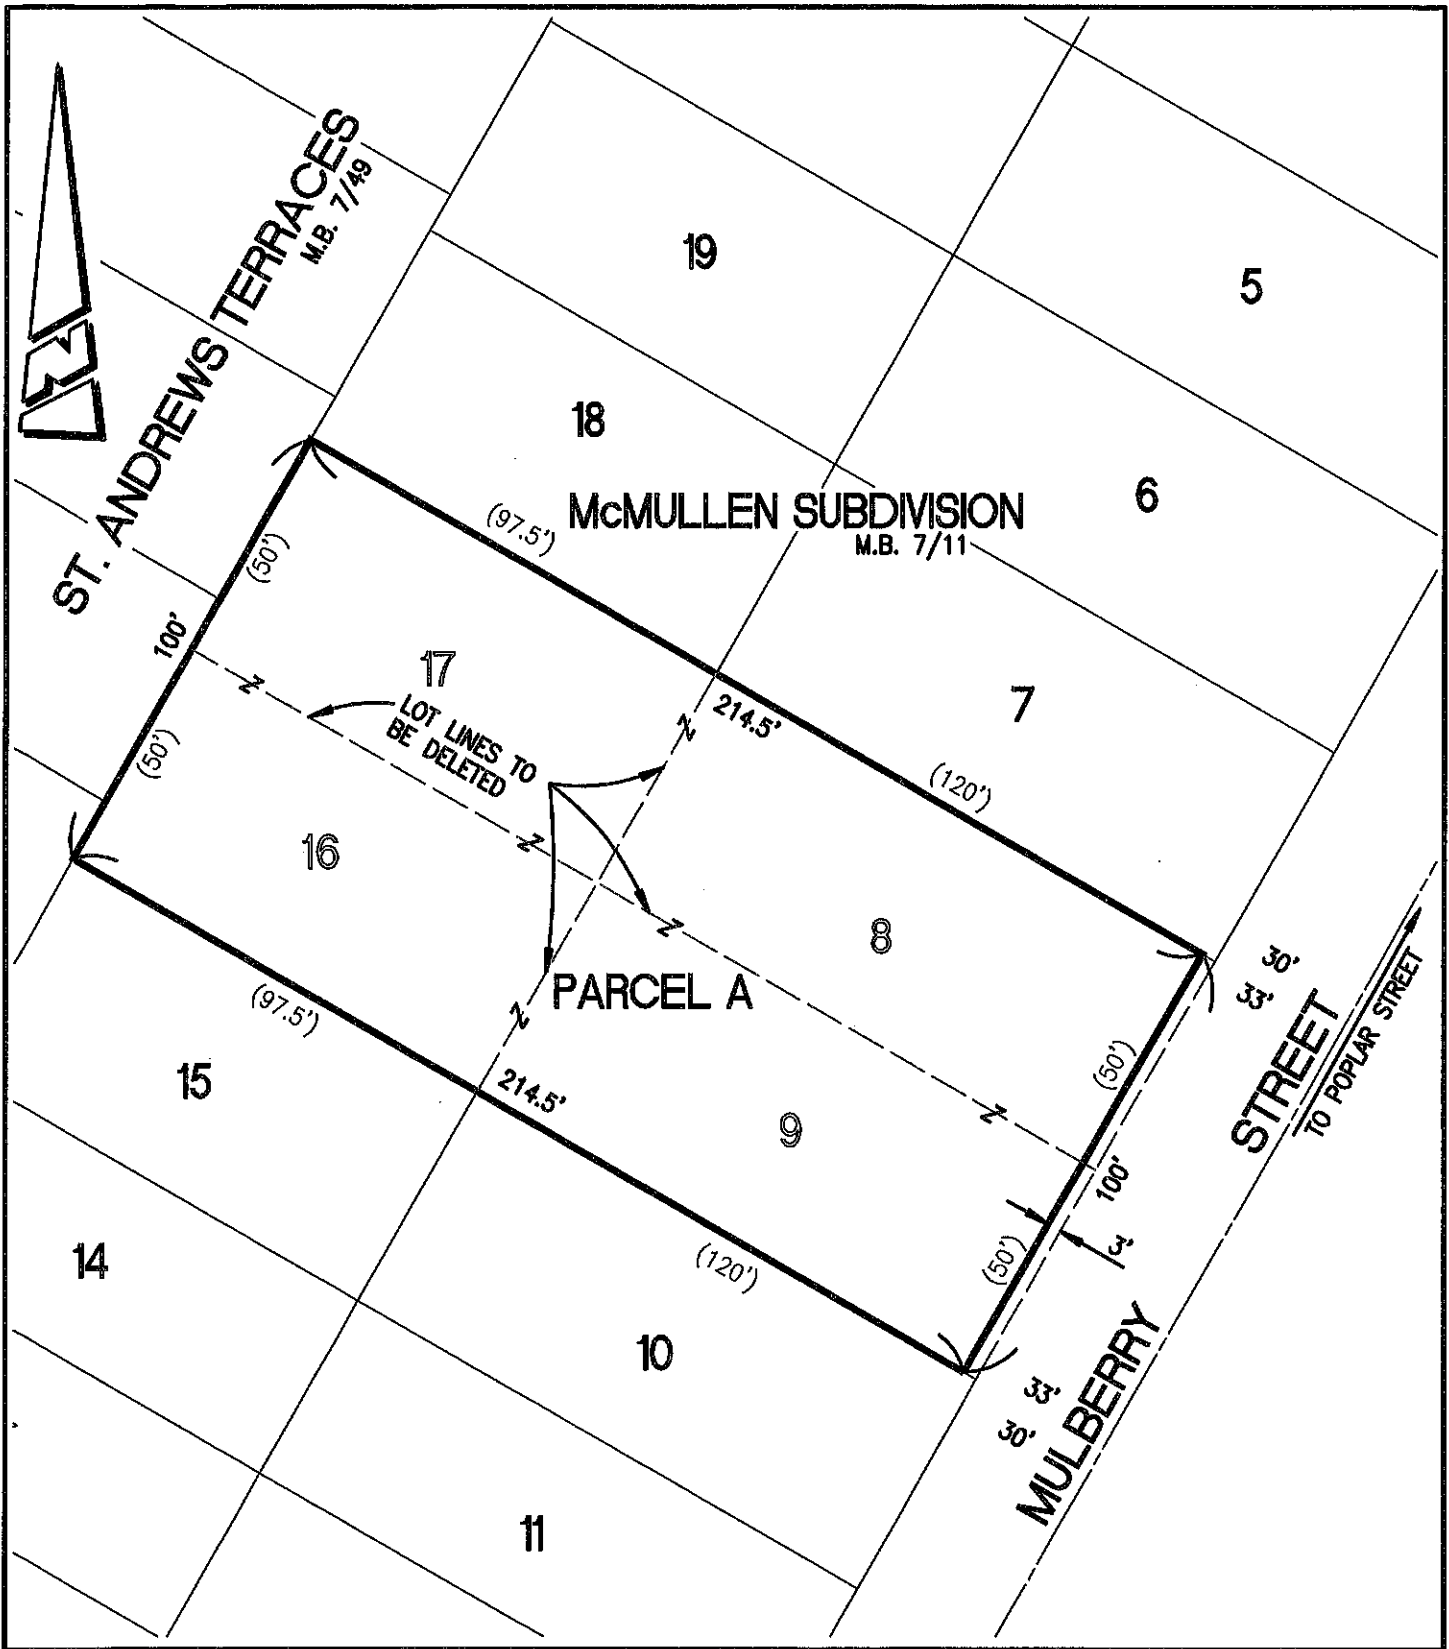 N
ST. ANDREWS TERRACES
M.B. 7/49
19
5
18
6
McMULLEN SUBDIVISION
M.B. 7/11
(97.5')
(50')
100'
17
LOT LINES TO
BE DELETED
214.5'
7
(120')
(50')
16
8
PARCEL A
(97.5')
15
214.5'
9
(50')
30'
33'
STREET
TO POPLAR STREET
100'
(50')
3'
14
(120')
10
33'
30'
MULBERRY
11